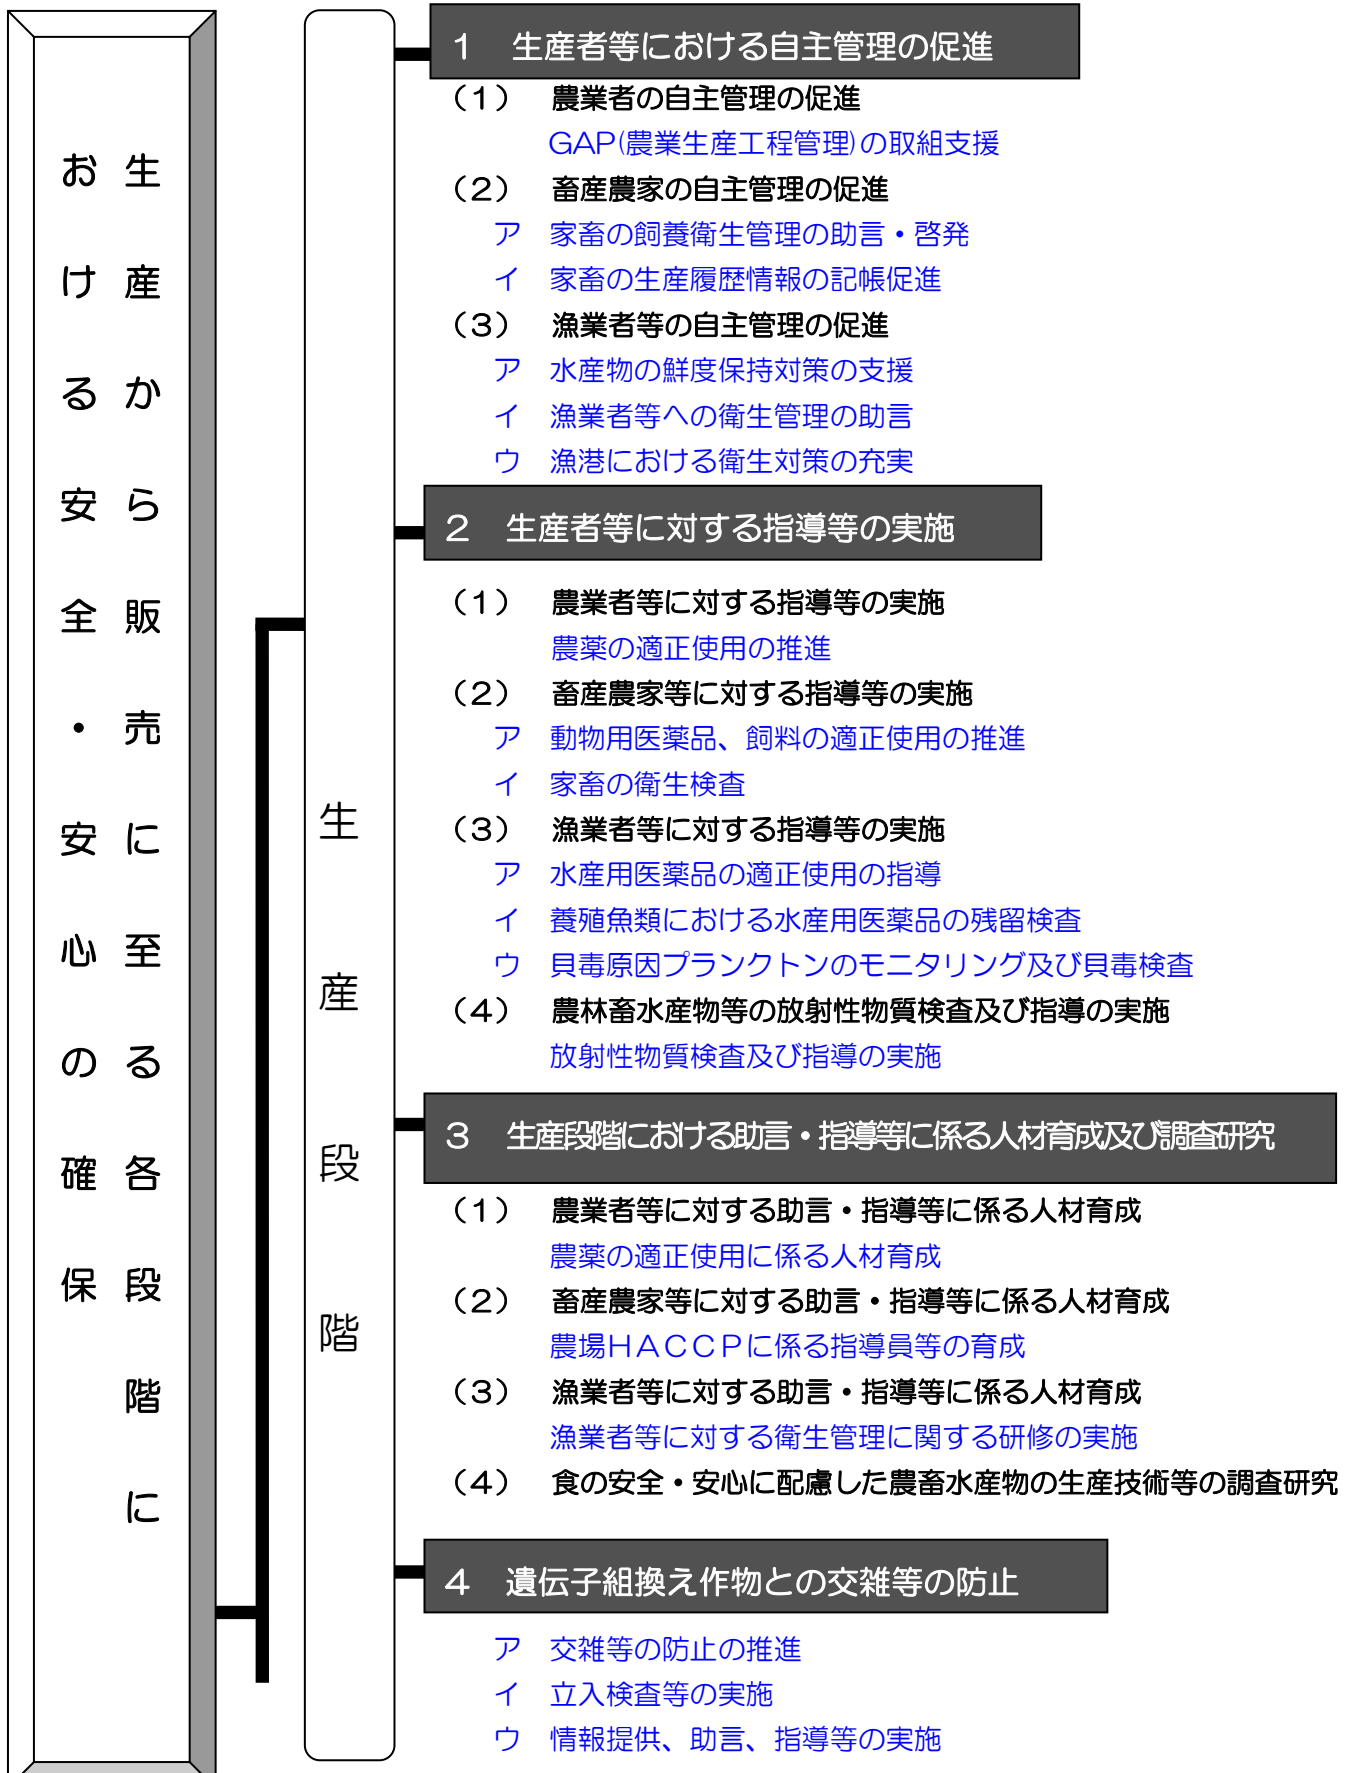 生産から販売に至る各段階に
おける安全・安心の確保
生産段階
１　生産者等における自主管理の促進
（１）　農業者の自主管理の促進
GAP(農業生産工程管理)の取組支援
（２）　畜産農家の自主管理の促進
ア　家畜の飼養衛生管理の助言・啓発
イ　家畜の生産履歴情報の記帳促進
（３）　漁業者等の自主管理の促進
ア　水産物の鮮度保持対策の支援
イ　漁業者等への衛生管理の助言
ウ　漁港における衛生対策の充実
２　生産者等に対する指導等の実施
（１）　農業者等に対する指導等の実施
農薬の適正使用の推進
（２）　畜産農家等に対する指導等の実施
ア　動物用医薬品、飼料の適正使用の推進
イ　家畜の衛生検査
（３）　漁業者等に対する指導等の実施
ア　水産用医薬品の適正使用の指導
イ　養殖魚類における水産用医薬品の残留検査
ウ　貝毒原因プランクトンのモニタリング及び貝毒検査
（４）　農林畜水産物等の放射性物質検査及び指導の実施
放射性物質検査及び指導の実施
３　生産段階における助言・指導等に係る人材育成及び調査研究
（１）　農業者等に対する助言・指導等に係る人材育成
農薬の適正使用に係る人材育成
（２）　畜産農家等に対する助言・指導等に係る人材育成
農場ＨＡＣＣＰに係る指導員等の育成
（３）　漁業者等に対する助言・指導等に係る人材育成
漁業者等に対する衛生管理に関する研修の実施
（４）　食の安全・安心に配慮した農畜水産物の生産技術等の調査研究
４　遺伝子組換え作物との交雑等の防止
ア　交雑等の防止の推進
イ　立入検査等の実施
ウ　情報提供、助言、指導等の実施